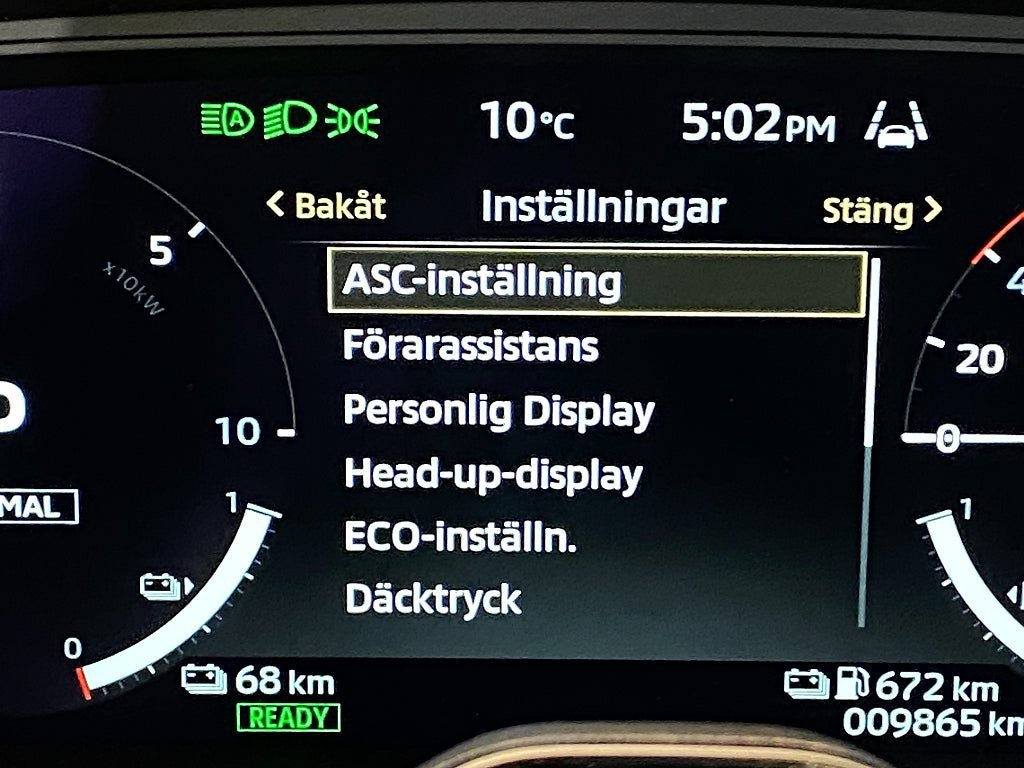 A
10°C
5:02PM
Bakåt
Inställningar
Stäng
5
x10kW
10
ASC-inställning
Förarassistans
Personlig Display
Head-up-display
ECO-inställn.
Däcktryck
20
0
MAL
1
0
1
68 km
READY
672 km
009865 km